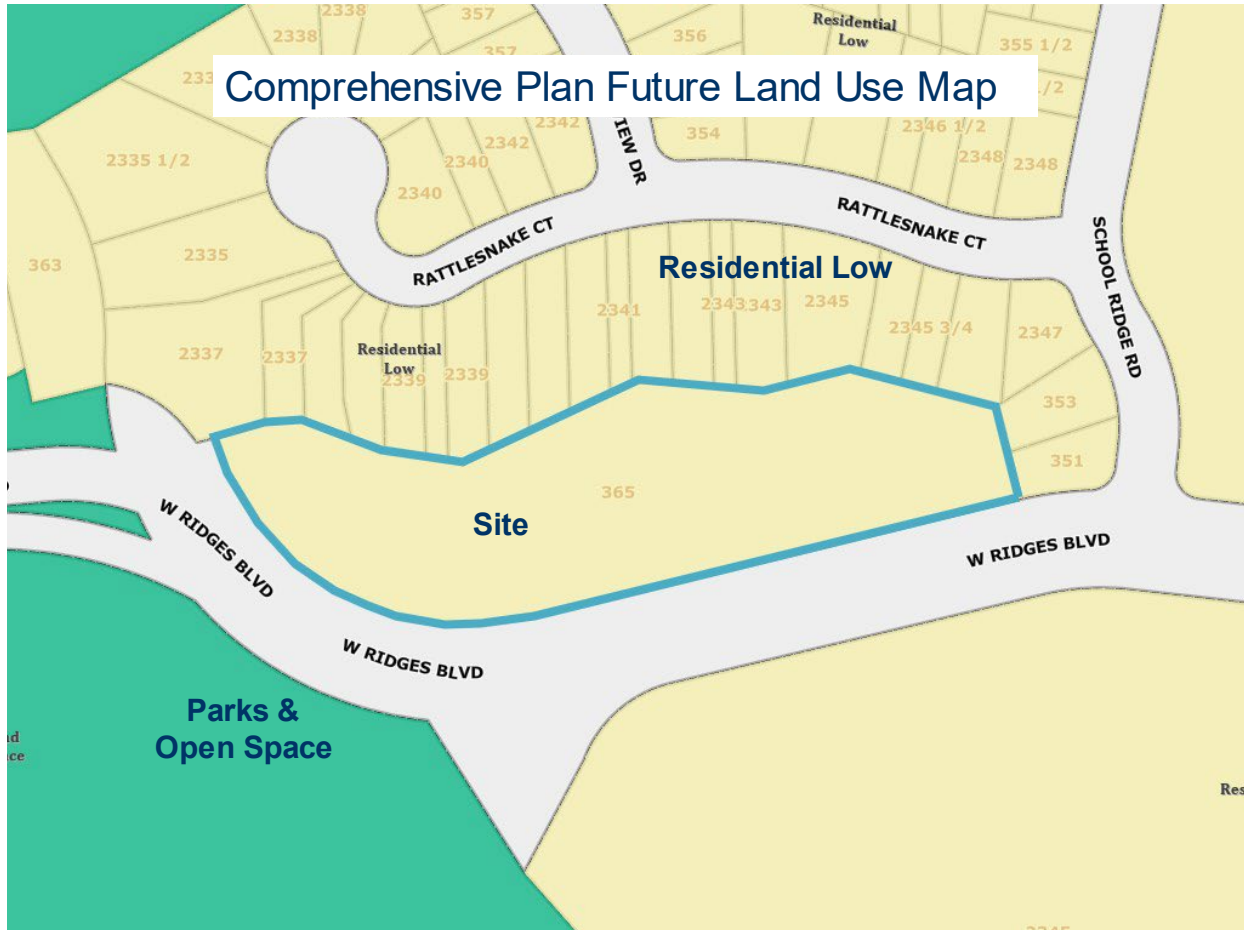 2338
357
2338
357
356
Residential
Low
355 1/2
Comprehensive Plan Future Land Use Map
2342
354
2346 1/2
2342
2348
2348
2335 1/2
2340
2340
RATTLESNAKE CT
RATTLESNAKE CT
SCHOOL RIDGE RD
363
2335
Residential Low
2341
2343
2345
2345 3/4
2347
2337
2337
Residential
Low
2339
2339
353
351
365
Site
W RIDGES BLVD
W RIDGES BLVD
W RIDGES BLVD
Parks &
Open Space